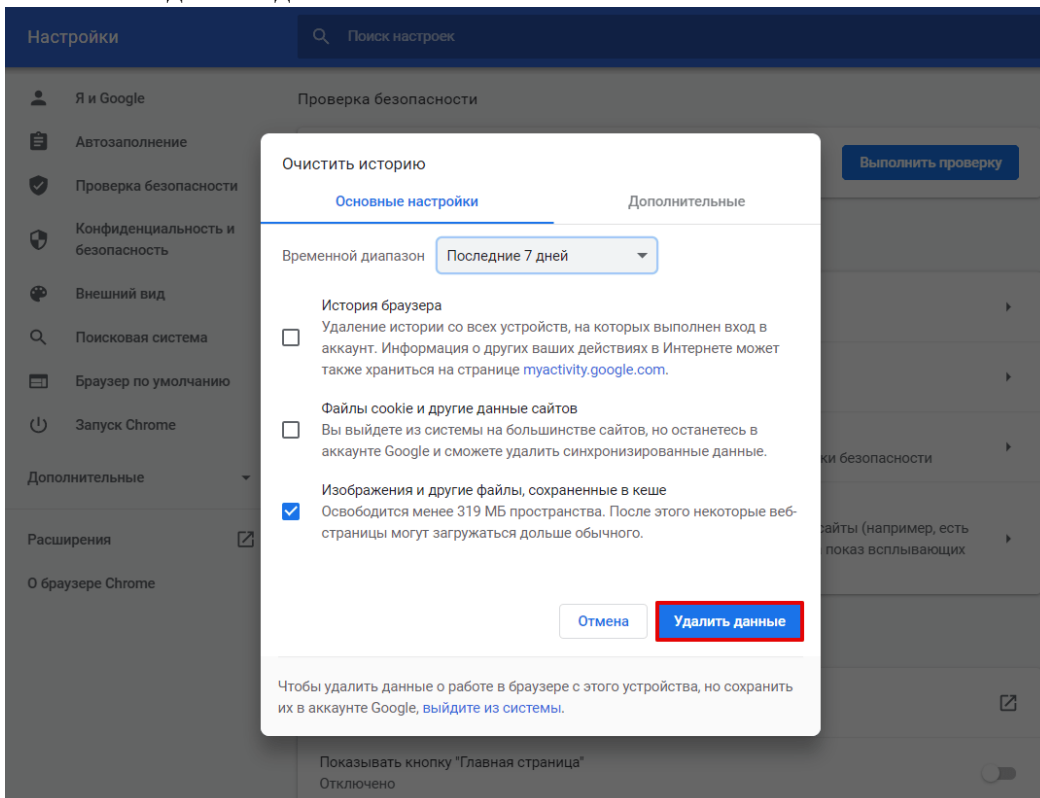 Настройки
Поиск настроек
Я и Google
Автозаполнение
Проверка безопасности
Конфиденциальность и
безопасность
Внешний вид
Поисковая система
Браузер по умолчанию
Запуск Chrome
Дополнительные
Расширения
О браузере Chrome
Проверка безопасности
Выполнить проверку
Очистить историю
Основные настройки
Дополнительные
Временной диапазон
Последние 7 дней
История браузера
Удаление истории со всех устройств, на которых выполнен вход в
аккаунт. Информация о других ваших действиях в Интернете может
также храниться на странице myactivity.google.com.
Файлы cookie и другие данные сайтов
Вы выйдете из системы на большинстве сайтов, но останетесь в
аккаунте Google и сможете удалить синхронизированные данные.
Изображения и другие файлы, сохраненные в кеше
Освободится менее 319 МБ пространства. После этого некоторые веб-
страницы могут загружаться дольше обычного.
Отмена
Удалить данные
Чтобы удалить данные о работе в браузере с этого устройства, но сохранить
их в аккаунте Google, выйдите из системы.
безопасности
(например, есть
показ всплывающих
Показывать кнопку "Главная страница"
Отключено